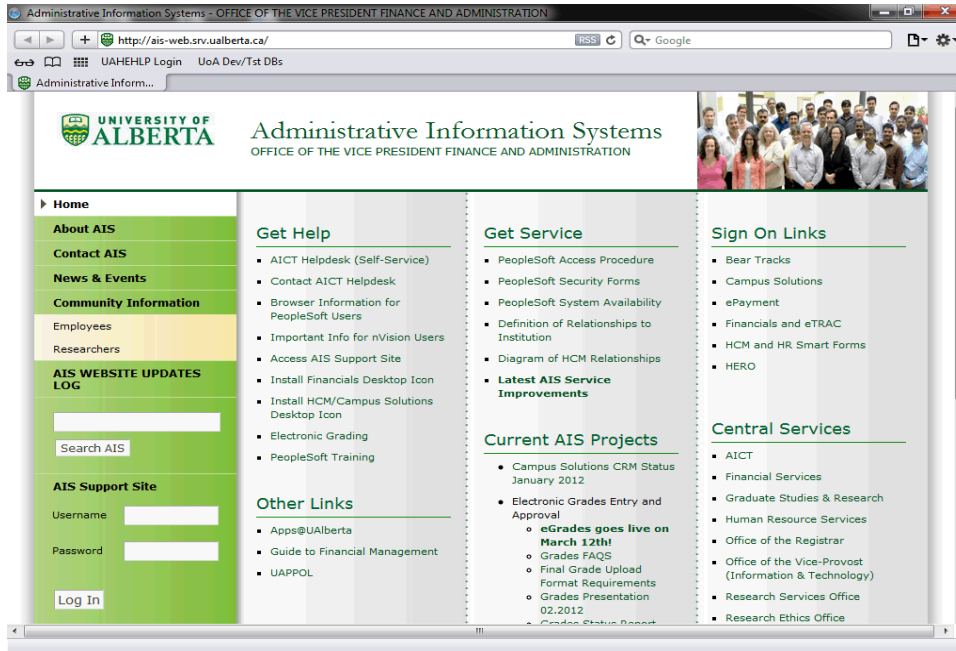 Administrative Information Systems - OFFICE OF THE VICE PRESIDENT FINANCE AND ADMINISTRATION
http://ais-web.srv.ualberta.ca/
RSS
Google
UAHEHLP Login UoA Dev/Tst DBs
Administrative Inform...
UNIVERSITY OF
ALBERTA
Administrative Information Systems
OFFICE OF THE VICE PRESIDENT FINANCE AND ADMINISTRATION
Home
About AIS
Contact AIS
News & Events
Community Information
Employees
Researchers
AIS WEBSITE UPDATES
LOG
Search AIS
AIS Support Site
Username
Password
Log In
Get Help
AICT Helpdesk (Self-Service)
Contact AICT Helpdesk
Browser Information for
PeopleSoft Users
Important Info for nVision Users
Access AIS Support Site
Install Financials Desktop Icon
Install HCM/Campus Solutions
Desktop Icon
Electronic Grading
PeopleSoft Training
Other Links
Apps@UAlberta
Guide to Financial Management
UAPPOL
Get Service
PeopleSoft Access Procedure
PeopleSoft Security Forms
PeopleSoft System Availability
Definition of Relationships to
Institution
Diagram of HCM Relationships
Latest AIS Service
Improvements
Current AIS Projects
Campus Solutions CRM Status
January 2012
Electronic Grades Entry and
Approval
eGrades goes live on
March 12th!
Grades FAQS
Final Grade Upload
Format Requirements
Grades Presentation
02.2012
Grades Status Report
Sign On Links
Bear Tracks
Campus Solutions
ePayment
Financials and eTRAC
HCM and HR Smart Forms
HERO
Central Services
AICT
Financial Services
Graduate Studies & Research
Human Resource Services
Office of the Registrar
Office of the Vice-Provost
(Information & Technology)
Research Services Office
Research Ethics Office